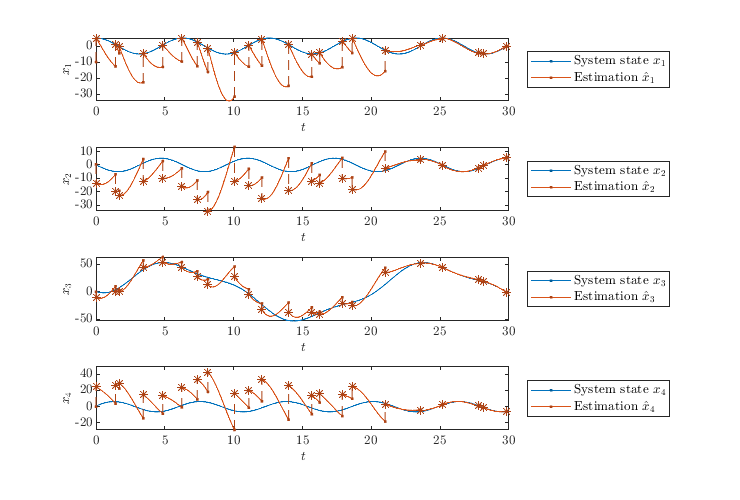 0
-10
-20
-30
x₁
0 5 10 15 20 25 30
t
System state x₁
Estimation x̂₁
10
0
-10
-20
-30
x₂
0 5 10 15 20 25 30
t
System state x₂
Estimation x̂₂
50
0
-50
x₃
0 5 10 15 20 25 30
t
System state x₃
Estimation x̂₃
40
20
0
-20
x₄
0 5 10 15 20 25 30
t
System state x₄
Estimation x̂₄